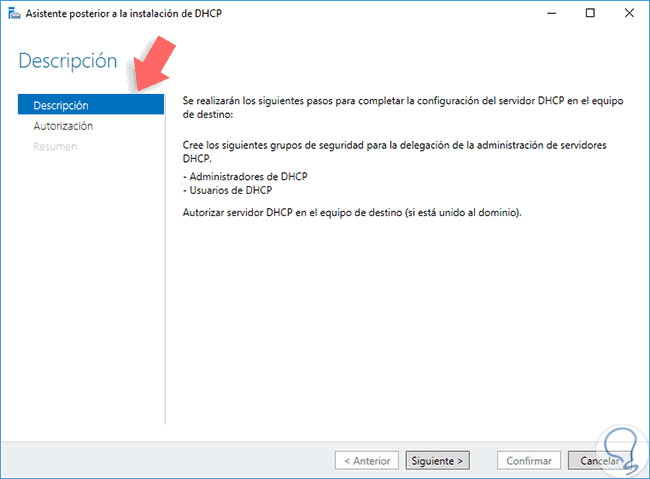 Asistente posterior a la instalación de DHCP
Descripción
Descripción
Autorización
Resumen
Se realizarán los siguientes pasos para completar la configuración del servidor DHCP en el equipo
de destino:
Cree los siguientes grupos de seguridad para la delegación de la administración de servidores
DHCP.
- Administradores de DHCP
- Usuarios de DHCP
Autorizar servidor DHCP en el equipo de destino (si está unido al dominio).
< Anterior
Siguiente >
Confirmar
Cancelar